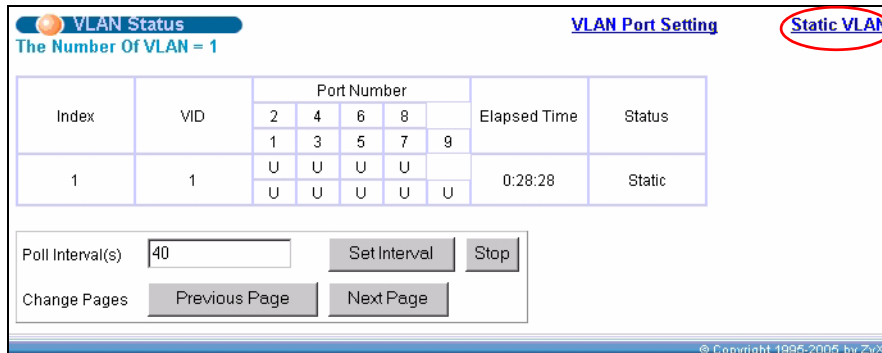 VLAN Status
VLAN Port Setting
Static VLAN
The Number Of VLAN = 1
Index VID Port Number Elapsed Time Status
2 4 6 8
1 3 5 7 9
1 1 U U U U 0:28:28 Static
U U U U U
Poll Interval(s) 40 Set Interval Stop
Change Pages Previous Page Next Page
© Copyright 1995-2005 by ZyX